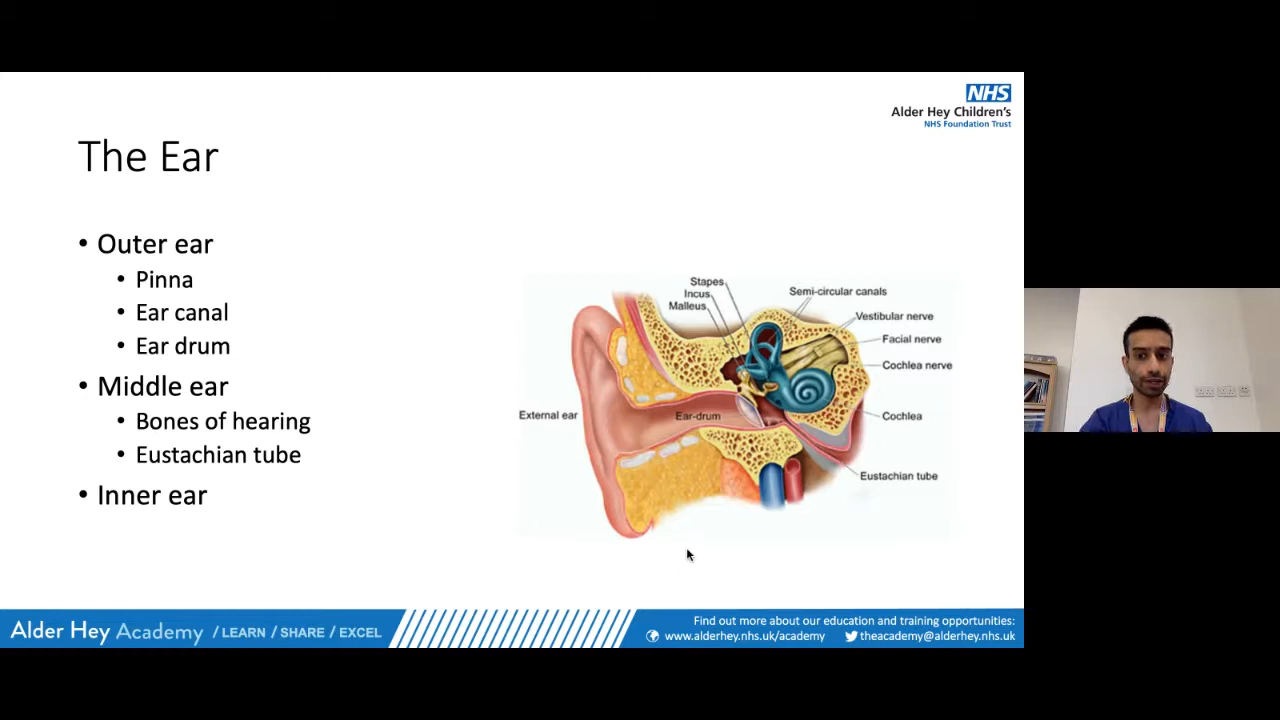 NHS
Alder Hey Children's
NHS Foundation Trust
The Ear
• Outer ear
• Pinna
• Ear canal
• Ear drum
• Middle ear
• Bones of hearing
• Eustachian tube
• Inner ear
Stapes
Incus
Malleus
Semi-circular canals
Vestibular nerve
Facial nerve
Cochlea nerve
External ear
Ear-drum
Cochlea
Eustachian tube
Alder Hey Academy / LEARN / SHARE / EXCEL
Find out more about our education and training opportunities:
www.alderhey.nhs.uk/academy theacademy@alderhey.nhs.uk